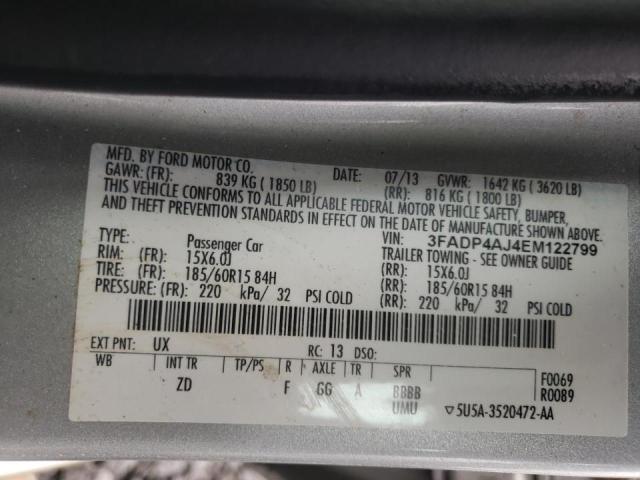 MFD. BY FORD MOTOR CO. DATE: 07/13 GVWR: 1642 KG ( 3620 LB)
GAWR: (FR): 839 KG ( 1850 LB) (RR): 816 KG ( 1800 LB)
THIS VEHICLE CONFORMS TO ALL APPLICABLE FEDERAL MOTOR VEHICLE SAFETY, BUMPER,
AND THEFT PREVENTION STANDARDS IN EFFECT ON THE DATE OF MANUFACTURE SHOWN ABOVE.
VIN: 3FADP4AJ4EM122799
TYPE: Passenger Car TRAILER TOWING - SEE OWNER GUIDE
RIM: (FR): 15X6.0J (RR): 15X6.0J
TIRE: (FR): 185/60R15 84H (RR): 185/60R15 84H
PRESSURE: (FR): 220 kPa/ 32 PSI COLD (RR): 220 kPa/ 32 PSI COLD
EXT PNT: UX RC: 13 DSO:
WB INT TR TP/PS R AXLE TR SPR F0069
ZD F GG A BBBB R0089
UMU ▽5U5A-3520472-AA